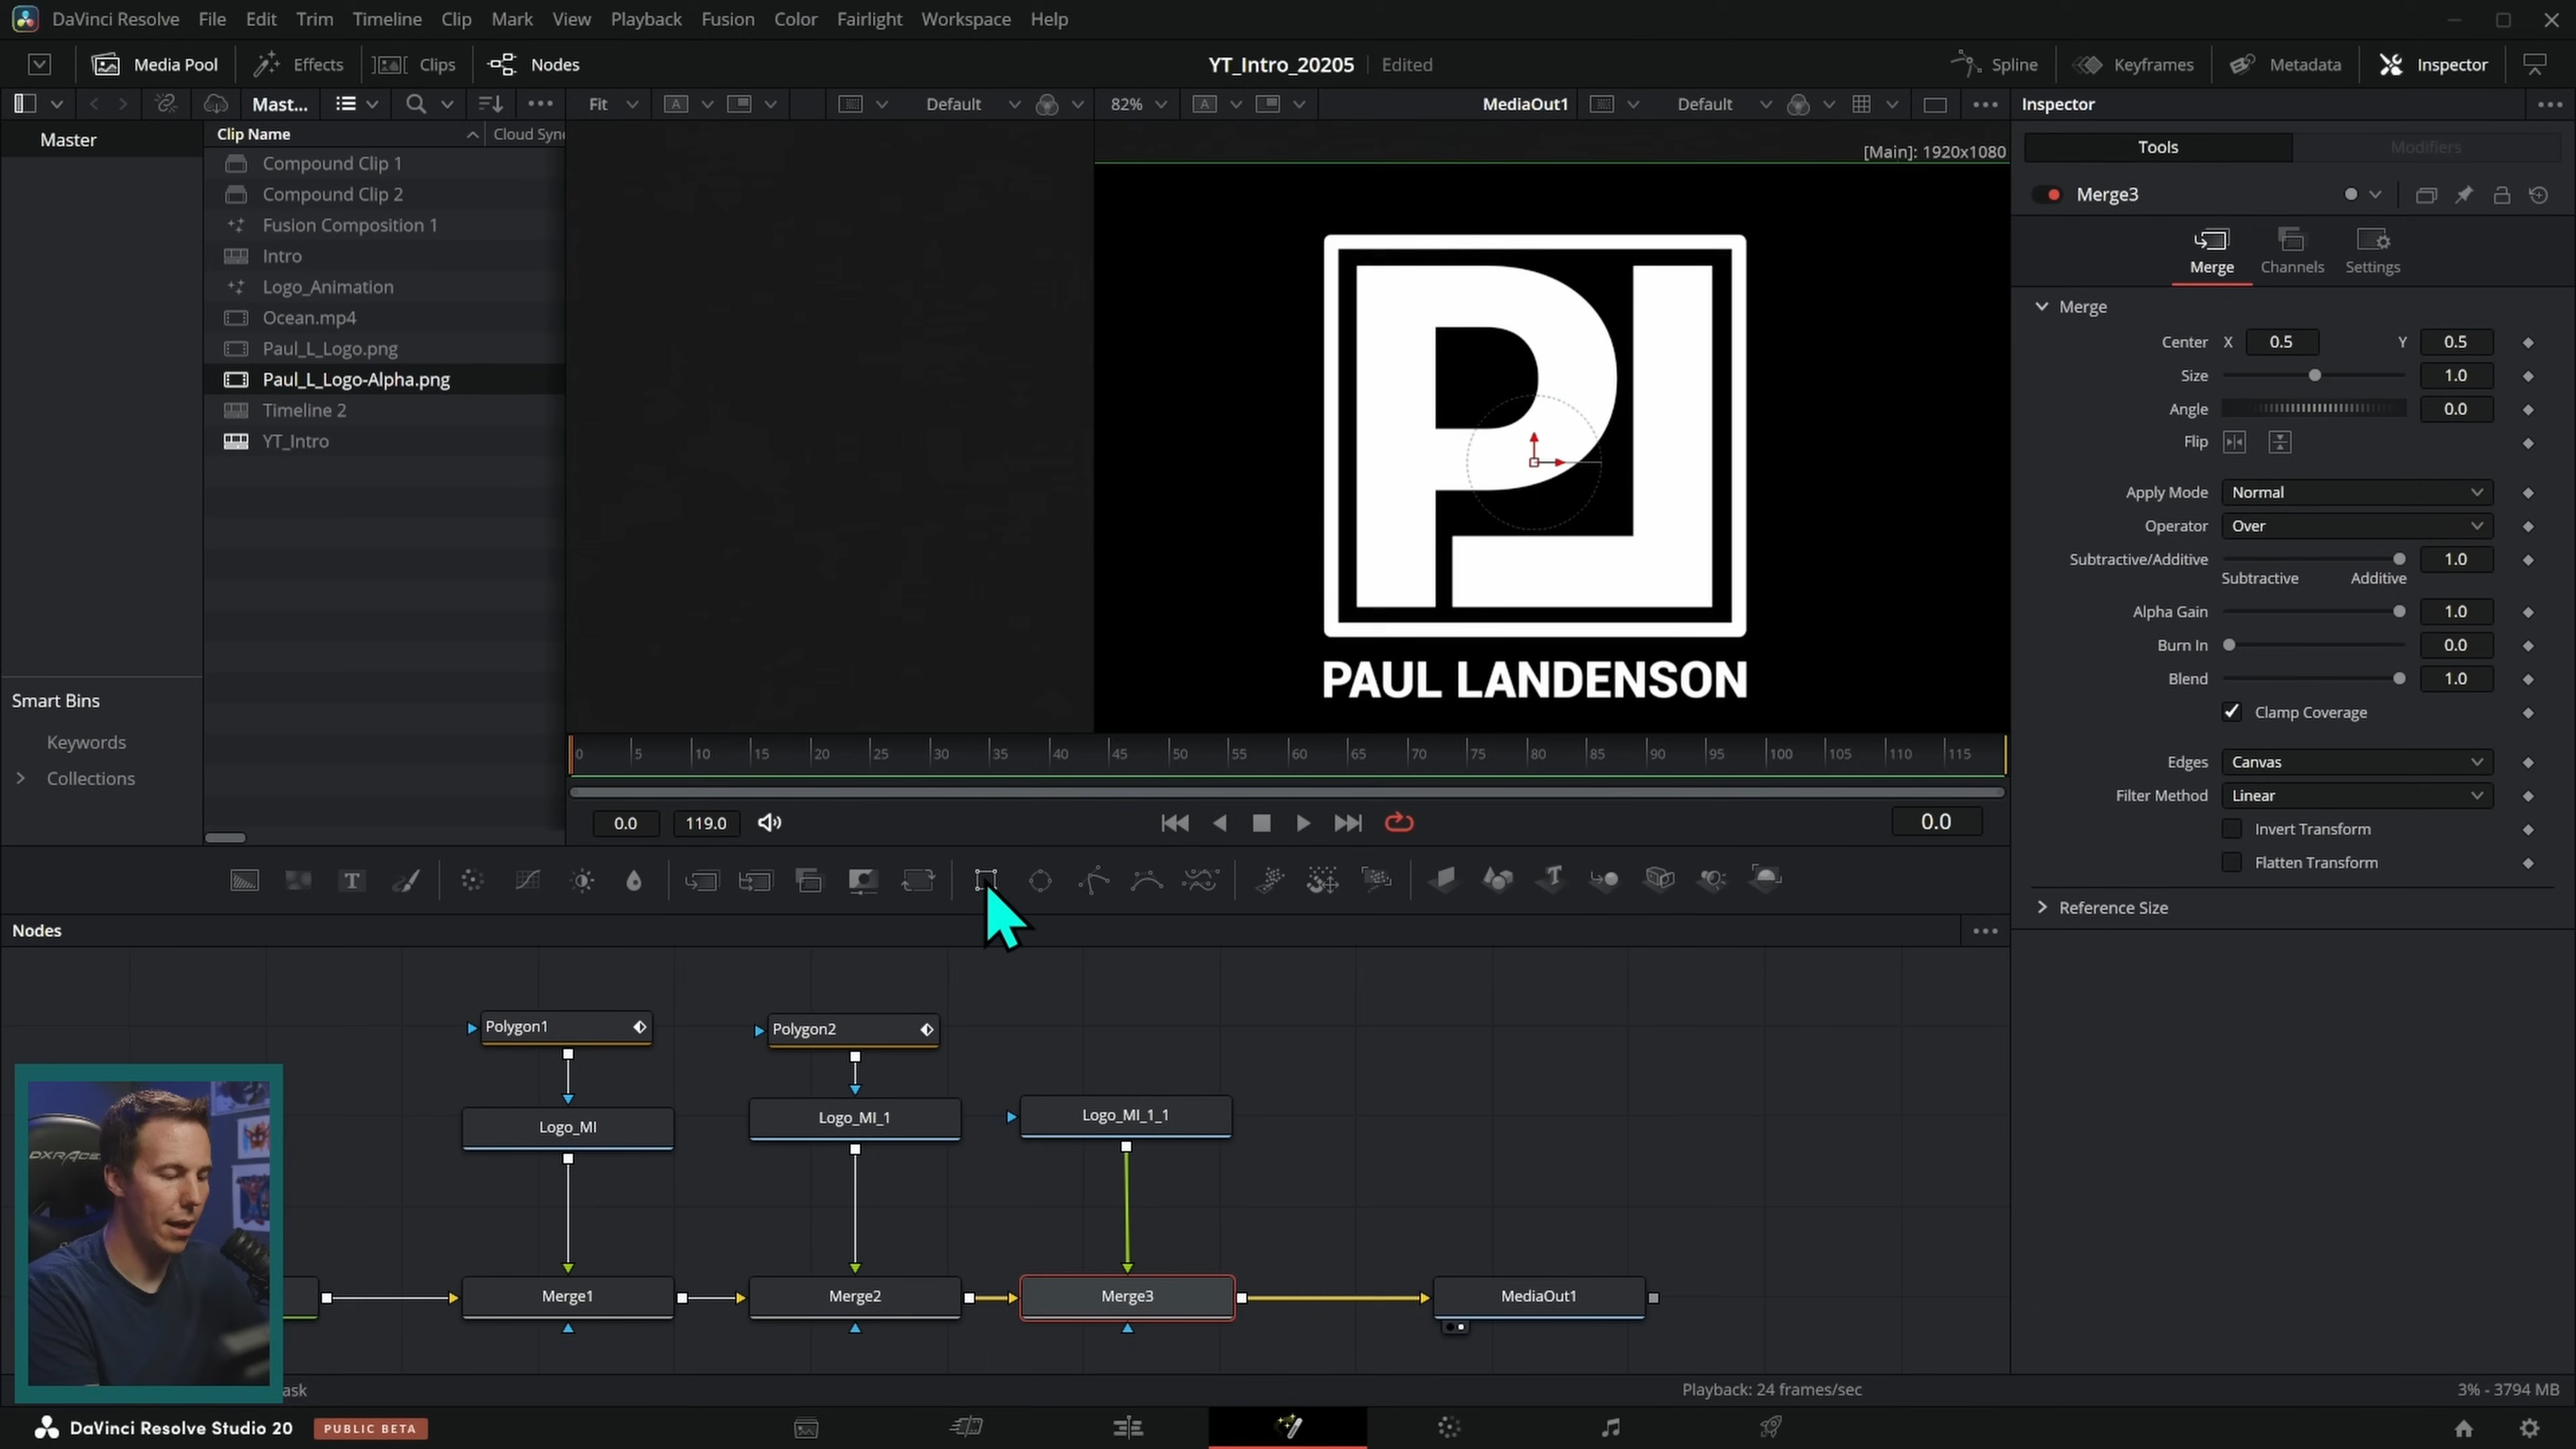 DaVinci Resolve File Edit Trim Timeline Clip Mark View Playback Fusion Color Fairlight Workspace Help
Media Pool Effects Clips Nodes YT_Intro_20205 Edited Spline Keyframes Metadata Inspector
Mast... Fit Default 82% MediaOut1 Default Inspector
Master
Clip Name Cloud Sync
Compound Clip 1
Compound Clip 2
Fusion Composition 1
Intro
Logo_Animation
Ocean.mp4
Paul_L_Logo.png
Paul_L_Logo-Alpha.png
Timeline 2
YT_Intro
Smart Bins
Keywords
Collections
[Main]: 1920x1080
PL
PAUL LANDENSON
0 5 10 15 20 25 30 35 40 45 50 55 60 65 70 75 80 85 90 95 100 105 110 115
0.0 119.0 0.0
Tools Modifiers
Merge3
Merge Channels Settings
Merge
Center X 0.5 Y 0.5
Size 1.0
Angle 0.0
Flip
Apply Mode Normal
Operator Over
Subtractive/Additive 1.0
Subtractive Additive
Alpha Gain 1.0
Burn In 0.0
Blend 1.0
Clamp Coverage
Edges Canvas
Filter Method Linear
Invert Transform
Flatten Transform
Reference Size
Nodes
Polygon1 Polygon2
Logo_MI Logo_MI_1 Logo_MI_1_1
Merge1 Merge2 Merge3 MediaOut1
DXRACE
ask Playback: 24 frames/sec 3% - 3794 MB
DaVinci Resolve Studio 20 PUBLIC BETA